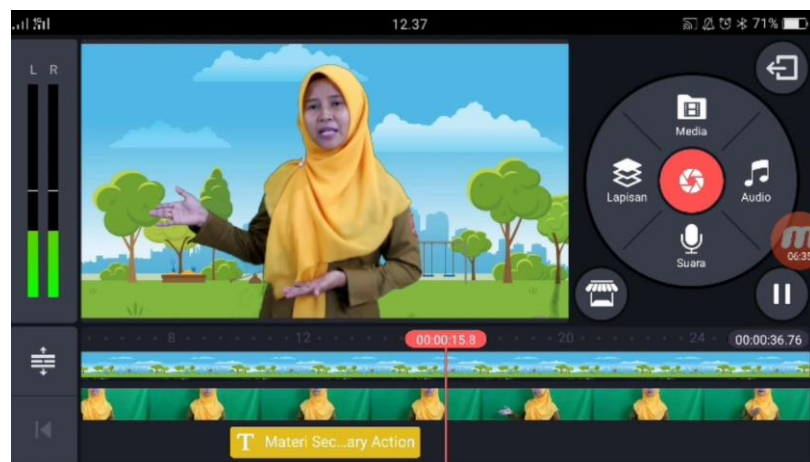 12.37
71%
L R
Media
Lapisan
Audio
Suara
06:35
8
12
00:00:15.8
20
24
00:00:36.76
T Materi Sec...ary Action